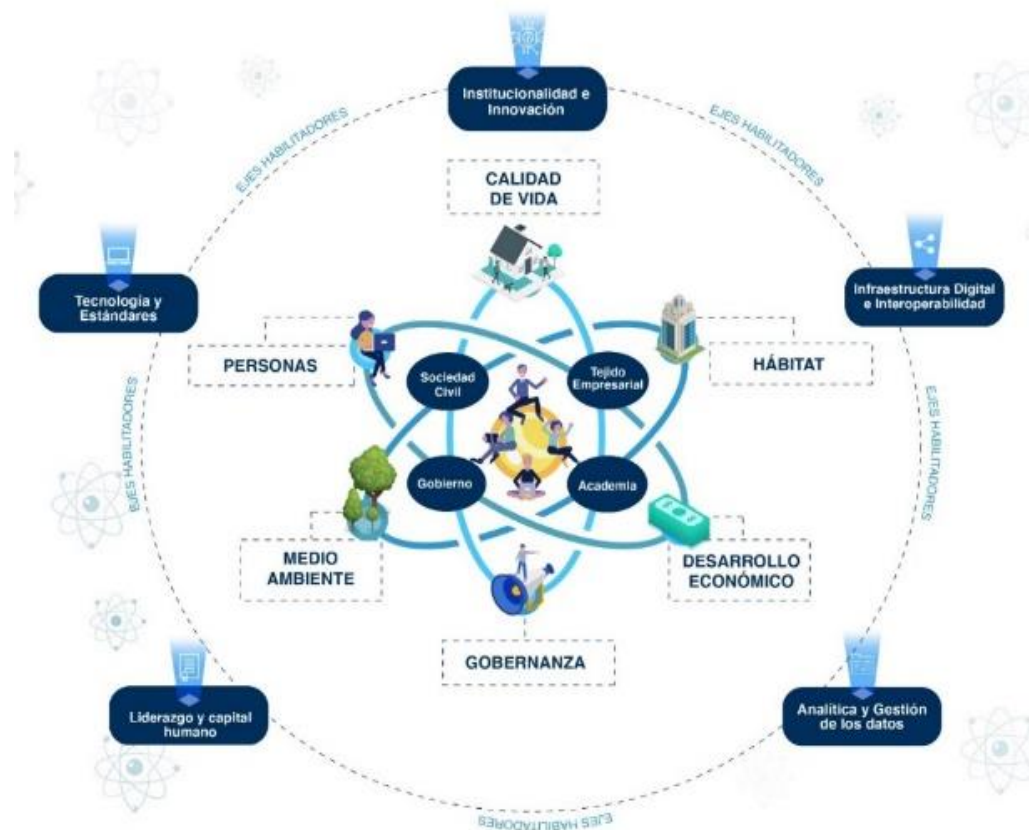 Institucionalidad e
Innovación
EJES HABILITADORES
EJES HABILITADORES
CALIDAD
DE VIDA
Tecnología y
Estándares
Infraestructura Digital
e Interoperabilidad
PERSONAS
HÁBITAT
Sociedad
Civil
Tejido
Empresarial
EJES HABILITADORES
EJES HABILITADORES
Gobierno
Academia
MEDIO
AMBIENTE
DESARROLLO
ECONÓMICO
GOBERNANZA
Liderazgo y capital
humano
Analítica y Gestión
de los datos
EJES HABILITADORES